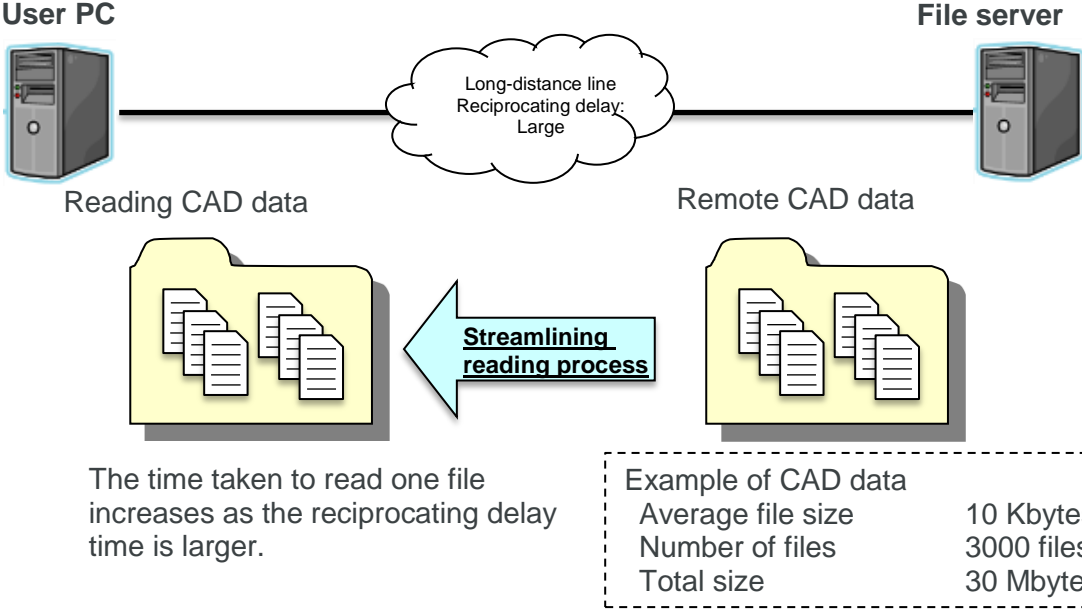 User PC
File server
Long-distance line
Reciprocating delay:
Large
Reading CAD data
Remote CAD data
Streamlining
reading process
The time taken to read one file
increases as the reciprocating delay
time is larger.
Example of CAD data
Average file size 10 Kbyte
Number of files 3000 files
Total size 30 Mbyte